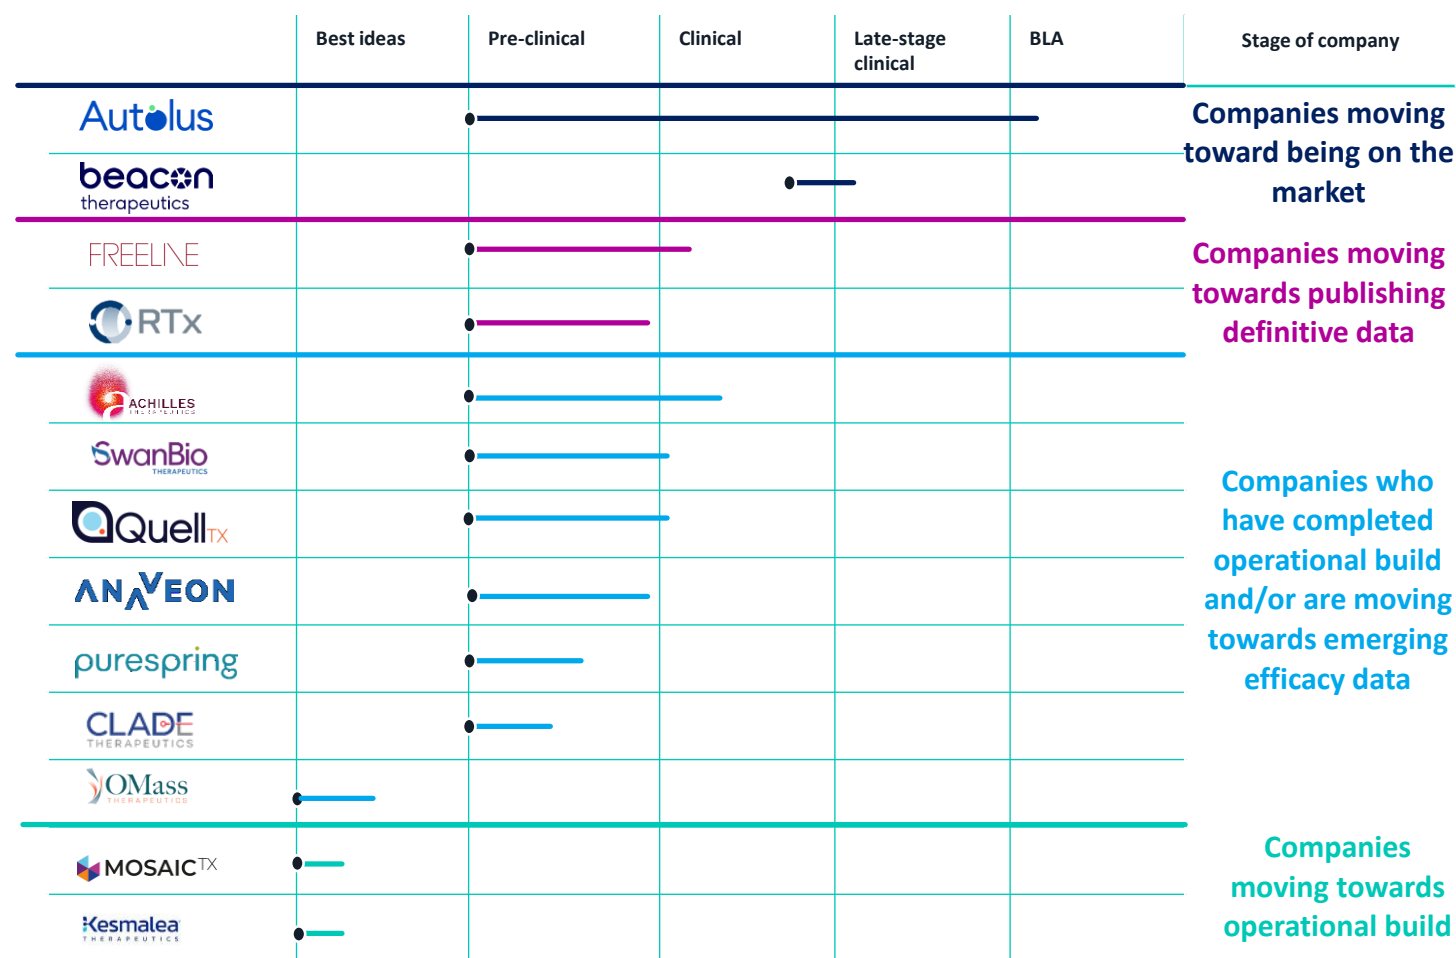 Best ideas
Pre-clinical
Clinical
Late-stage
clinical
BLA
Stage of company
Autolus
beacon
therapeutics
Companies moving
toward being on the
market
FREELINE
RTx
Companies moving
towards publishing
definitive data
ACHILLES
THERAPEUTICS
SwanBio
THERAPEUTICS
QuellTX
ANAVEON
purespring
CLADE
THERAPEUTICS
OMass
THERAPEUTICS
Companies who
have completed
operational build
and/or are moving
towards emerging
efficacy data
MOSAIC TX
Kesmalea
THERAPEUTICS
Companies
moving towards
operational build